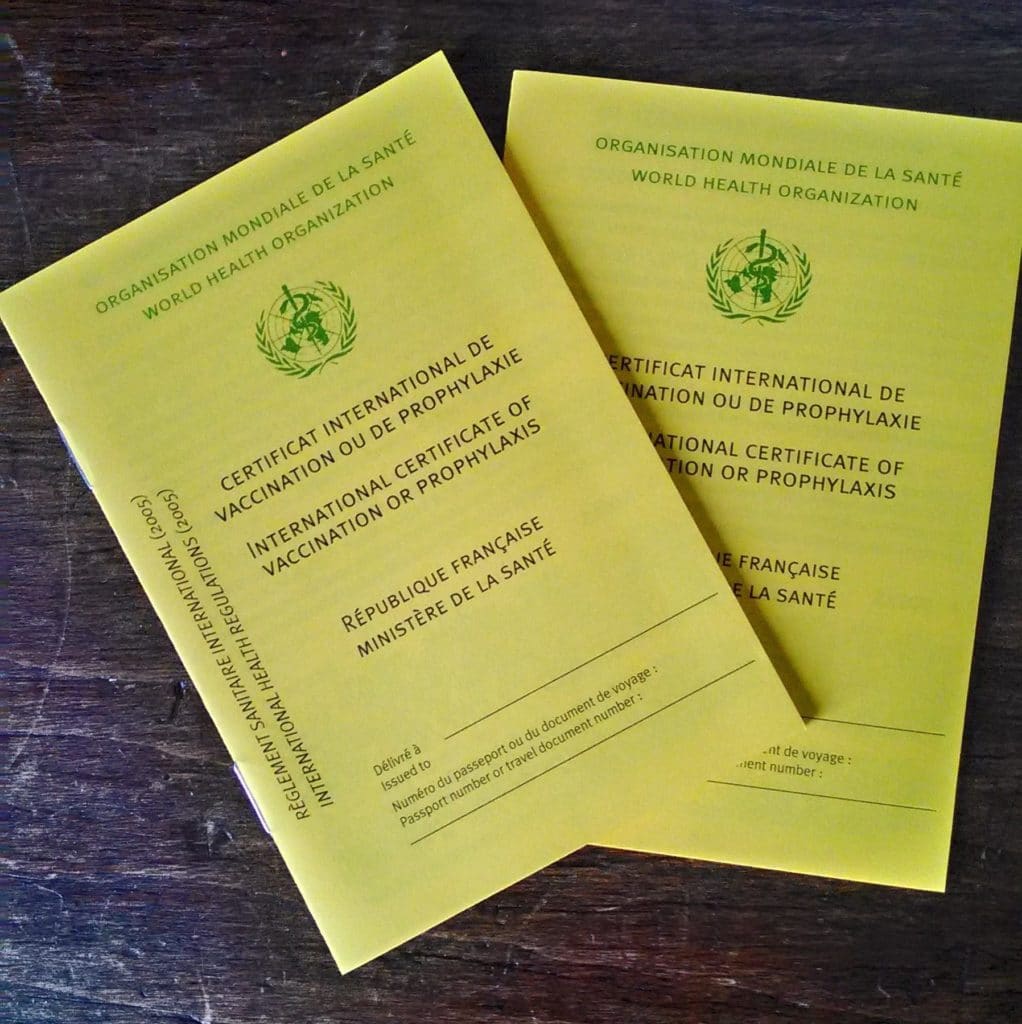 ORGANISATION MONDIALE DE LA SANTÉ
WORLD HEALTH ORGANIZATION
CERTIFICAT INTERNATIONAL DE
VACCINATION OU DE PROPHYLAXIE
INTERNATIONAL CERTIFICATE OF
VACCINATION OR PROPHYLAXIS
RÉPUBLIQUE FRANÇAISE
MINISTÈRE DE LA SANTÉ
Délivré à
Issued to
Numéro du passeport ou du document de voyage :
Passport number or travel document number :
RÈGLEMENT SANITAIRE INTERNATIONAL (2005)
INTERNATIONAL HEALTH REGULATIONS (2005)
ORGANISATION MONDIALE DE LA SANTÉ
WORLD HEALTH ORGANIZATION
ERTIFICAT INTERNATIONAL DE
INATION OU DE PROPHYLAXIE
NATIONAL CERTIFICATE OF
TION OR PROPHYLAXIS
UE FRANÇAISE
E LA SANTÉ
ent de voyage :
ment number :